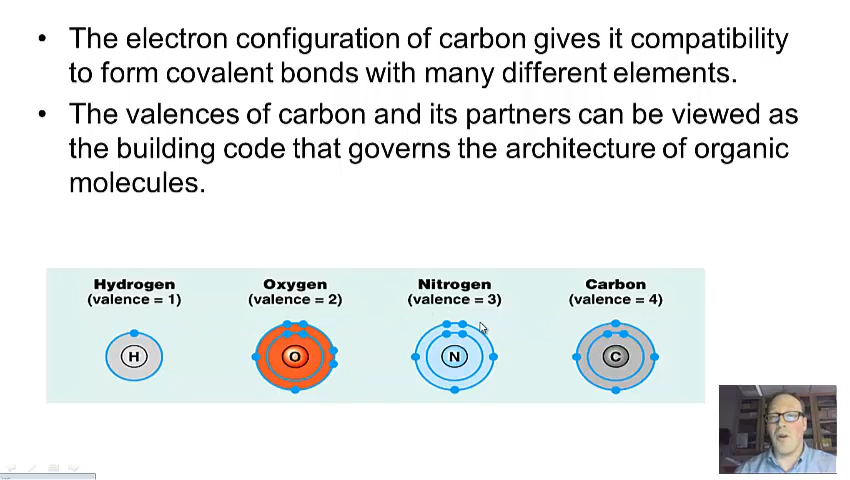 • The electron configuration of carbon gives it compatibility
to form covalent bonds with many different elements.
• The valences of carbon and its partners can be viewed as
the building code that governs the architecture of organic
molecules.
Hydrogen
(valence = 1)
Oxygen
(valence = 2)
Nitrogen
(valence = 3)
Carbon
(valence = 4)
H
O
N
C